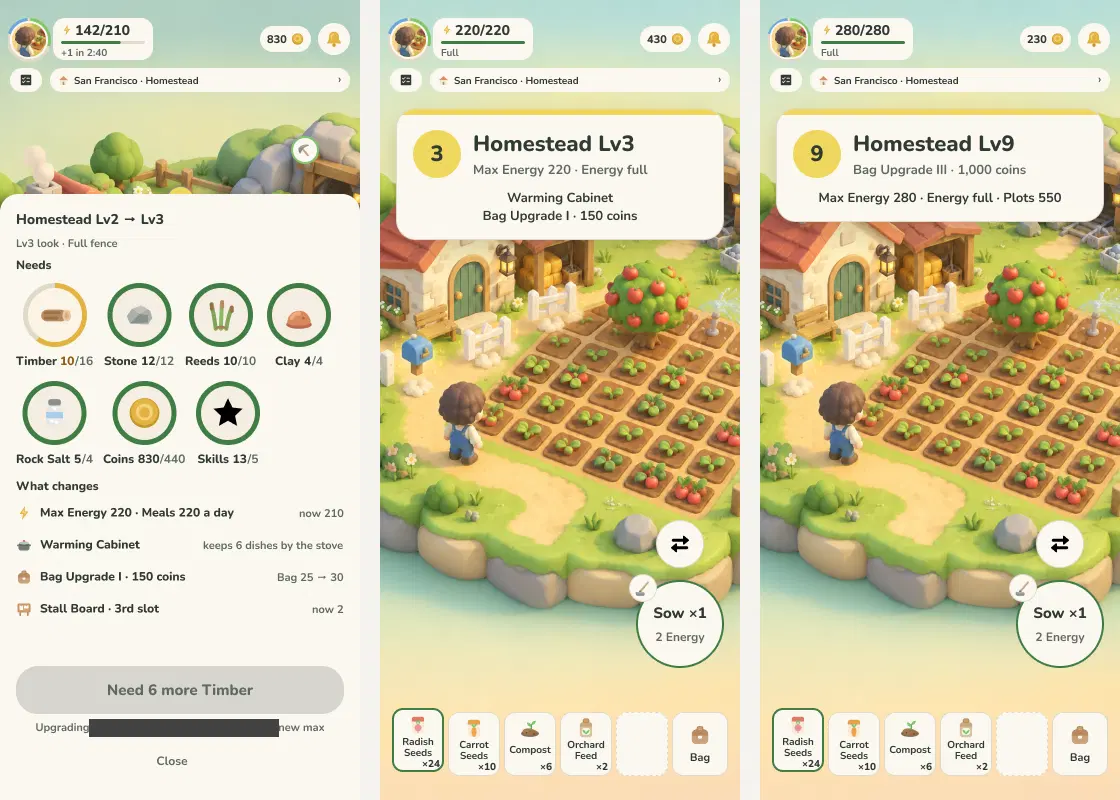 142/210
+1 in 2:40
830
San Francisco · Homestead
Homestead Lv2 → Lv3
Lv3 look · Full fence
Needs
Timber 10/16
Stone 12/12
Reeds 10/10
Clay 4/4
Rock Salt 5/4
Coins 830/440
Skills 13/5
What changes
Max Energy 220 · Meals 220 a day
now 210
Warming Cabinet
keeps 6 dishes by the stove
Bag Upgrade I · 150 coins
Bag 25 → 30
Stall Board · 3rd slot
now 2
Need 6 more Timber
Upgrading new max
Close
220/220
Full
430
San Francisco · Homestead
3
Homestead Lv3
Max Energy 220 · Energy full
Warming Cabinet
Bag Upgrade I · 150 coins
Sow ×1
2 Energy
Radish
Seeds
×24
Carrot
Seeds
×10
Compost
×6
Orchard
Feed
×2
Bag
280/280
Full
230
San Francisco · Homestead
9
Homestead Lv9
Bag Upgrade III · 1,000 coins
Max Energy 280 · Energy full · Plots 550
Sow ×1
2 Energy
Radish
Seeds
×24
Carrot
Seeds
×10
Compost
×6
Orchard
Feed
×2
Bag